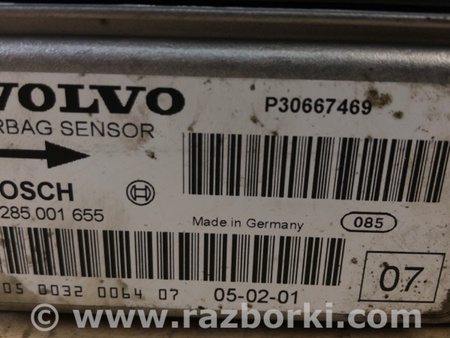 VOLVO P30667469
RBAG SENSOR
OSCH
285 001 655
Made in Germany 085
07
05 0032 0064 07 05-02-01
© www.razborki.com